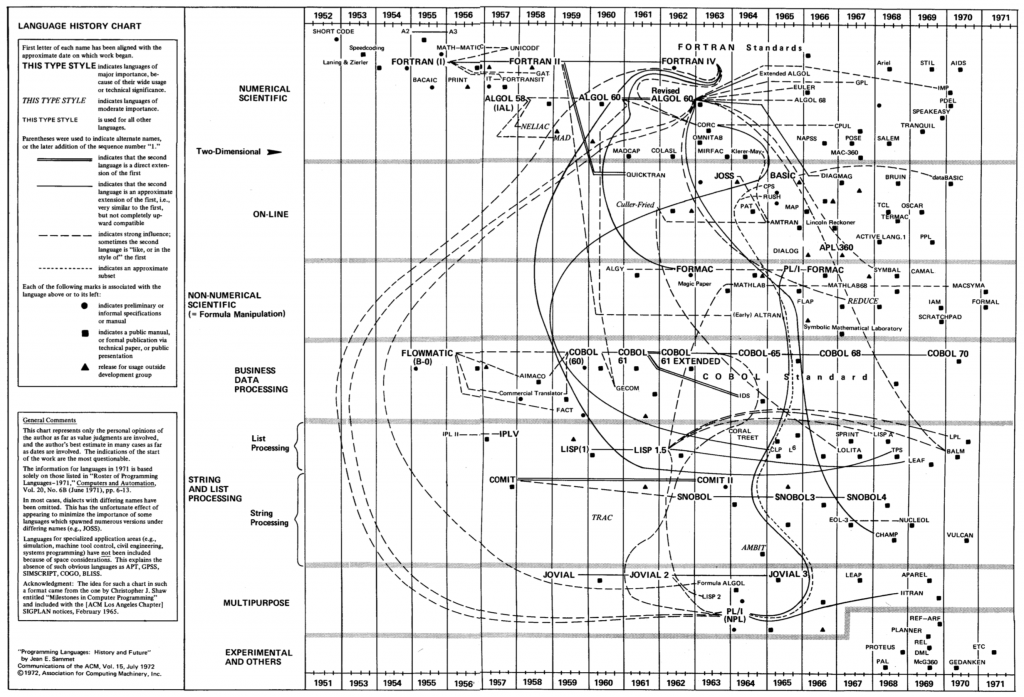 LANGUAGE HISTORY CHART
First letter of each name has been aligned with the
approximate date on which work began.
THIS TYPE STYLE indicates languages of
major importance, be-
cause of their wide usage
or technical significance.
THIS TYPE STYLE indicates languages of
moderate importance.
THIS TYPE STYLE is used for all other
languages.
Parentheses were used to indicate alternate names,
or the later addition of the sequence number "1."
indicates that the second
language is a direct exten-
sion of the first
indicates that the second
language is an approximate
extension of the first, i.e.,
very similar to the first,
but not completely up-
ward compatible
indicates strong influence;
sometimes the second
language is "like, or in the
style of" the first
indicates an approximate
subset
Each of the following marks is associated with the
language above or to its left:
indicates preliminary or
informal specifications
or manual
indicates a public manual,
or formal publication via
technical paper, or public
presentation
release for usage outside
development group
General Comments
This chart represents only the personal opinions of
the author as far as value judgments are involved,
and the author's best estimate in many cases as far
as dates are involved. The indications of the start
of the work are the most questionable.
The information for languages in 1971 is based
solely on those listed in "Roster of Programming
Languages-1971," Computers and Automation,
Vol. 20, No. 6B (June 1971), pp. 6-13.
In most cases, dialects with differing names have
been omitted. This has the unfortunate effect of
appearing to minimize the importance of some
languages which spawned numerous versions under
differing names (e.g., JOSS).
Languages for specialized application areas (e.g.,
simulation, machine tool control, civil engineering,
systems programming) have not been included
because of space considerations. This explains the
absence of such obvious languages as APT, GPSS,
SIMSCRIPT, COGO, BLISS.
Acknowledgment: The idea for such a chart in such
a format came from the one by Christopher J. Shaw
entitled "Milestones in Computer Programming"
and included with the [ACM Los Angeles Chapter]
SIGPLAN notices, February 1965.
"Programming Languages: History and Future"
by Jean E. Sammet
Communications of the ACM, Vol. 15, July 1972
©1972, Association for Computing Machinery, Inc.
1952 1953 1954 1955 1956 1957 1958 1959 1960 1961 1962 1963 1964 1965 1966 1967 1968 1969 1970 1971
NUMERICAL
SCIENTIFIC
SHORT CODE A2 A3
Speedcoding MATH-MATIC UNICODE FORTRAN Standards
Laning & Zierler FORTRAN (I) FORTRAN II FORTRAN IV Ariel STIL AIDS
BACAIC PRINT IT FORTRANSIT GAT Extended ALGOL GPL
EULER IMP
ALGOL 58 ALGOL 60 Revised
(IAL) ALGOL 60 ALGOL 68 PDEL
SPEAKEASY
NELIAC MAD CORC CPUL TRANQUIL
OMNITAB NAPSS POSE SALEM
Two-Dimensional MADCAP COLASL MIRFAC Klerer-May MAC-360
ON-LINE
QUICKTRAN JOSS BASIC DIAGMAG BRUIN dataBASIC
CPS
RUSH
Culler-Fried PAT MAP TCL OSCAR
AMTRAN Lincoln Reckoner TERMAC
ACTIVE LANG.1 PPL
DIALOG APL 360
NON-NUMERICAL
SCIENTIFIC
(= Formula Manipulation)
ALGY FORMAC PL/I-FORMAC SYMBAL CAMAL
Magic Paper MATHLAB MATHLAB68 MACSYMA
FLAP REDUCE IAM FORMAL
(Early) ALTRAN SCRATCHPAD
Symbolic Mathematical Laboratory
BUSINESS
DATA
PROCESSING
FLOWMATIC
(B-0)
COBOL
(60)
COBOL
61
COBOL
61 EXTENDED
COBOL-65 COBOL 68 COBOL 70
AIMACO COBOL Standard
Commercial Translator GECOM IDS
FACT
STRING
AND LIST
PROCESSING
List
Processing
IPL II IPLV CORAL
TREET
SPRINT LISP A LPL
LISP(1) LISP 1.5 CLP L6 LOLITA TPS BALM
LEAF
String
Processing
COMIT COMIT II
SNOBOL SNOBOL3 SNOBOL4
TRAC EOL-3 NUCLEOL
CHAMP VULCAN
AMBIT
MULTIPURPOSE
JOVIAL JOVIAL 2 JOVIAL 3 LEAP APAREL
Formula ALGOL
LISP 2 IITRAN
PL/I
(NPL)
EXPERIMENTAL
AND OTHERS
REF-ARF
PLANNER
PROTEUS REL ETC
DML
PAL McG360 GEDANKEN
1951 1953 1954 1955 1956 1957 1958 1959 1960 1961 1962 1963 1964 1965 1966 1967 1968 1969 1970 1971